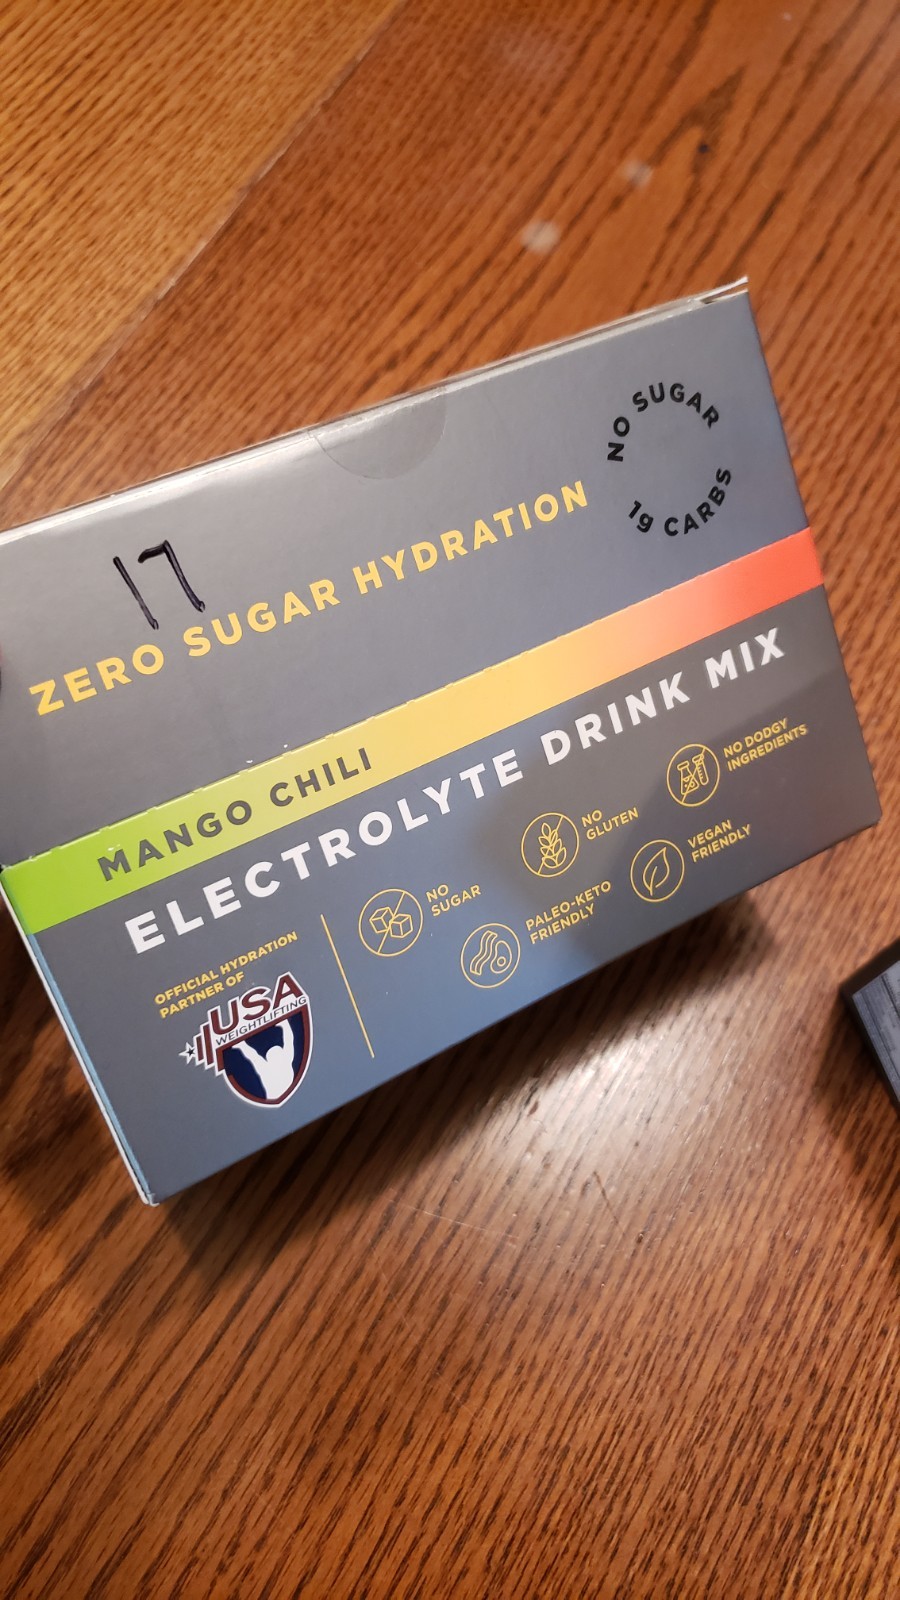 NO SUGAR
1g CARBS
17
ZERO SUGAR HYDRATION
MANGO CHILI
ELECTROLYTE DRINK MIX
OFFICIAL HYDRATION
PARTNER OF
USA
WEIGHTLIFTING
NO
SUGAR
NO
GLUTEN
NO DODGY
INGREDIENTS
PALEO-KETO
FRIENDLY
VEGAN
FRIENDLY